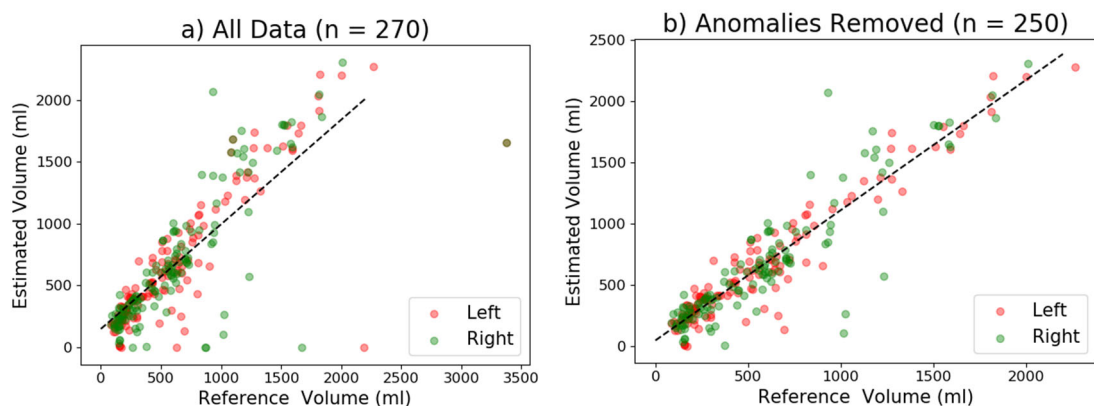 a) All Data (n = 270)
Estimated Volume (ml)
2000
1500
1000
500
0
0 500 1000 1500 2000 2500 3000 3500
Reference Volume (ml)
Left
Right
b) Anomalies Removed (n = 250)
Estimated Volume (ml)
2500
2000
1500
1000
500
0
0 500 1000 1500 2000
Reference Volume (ml)
Left
Right